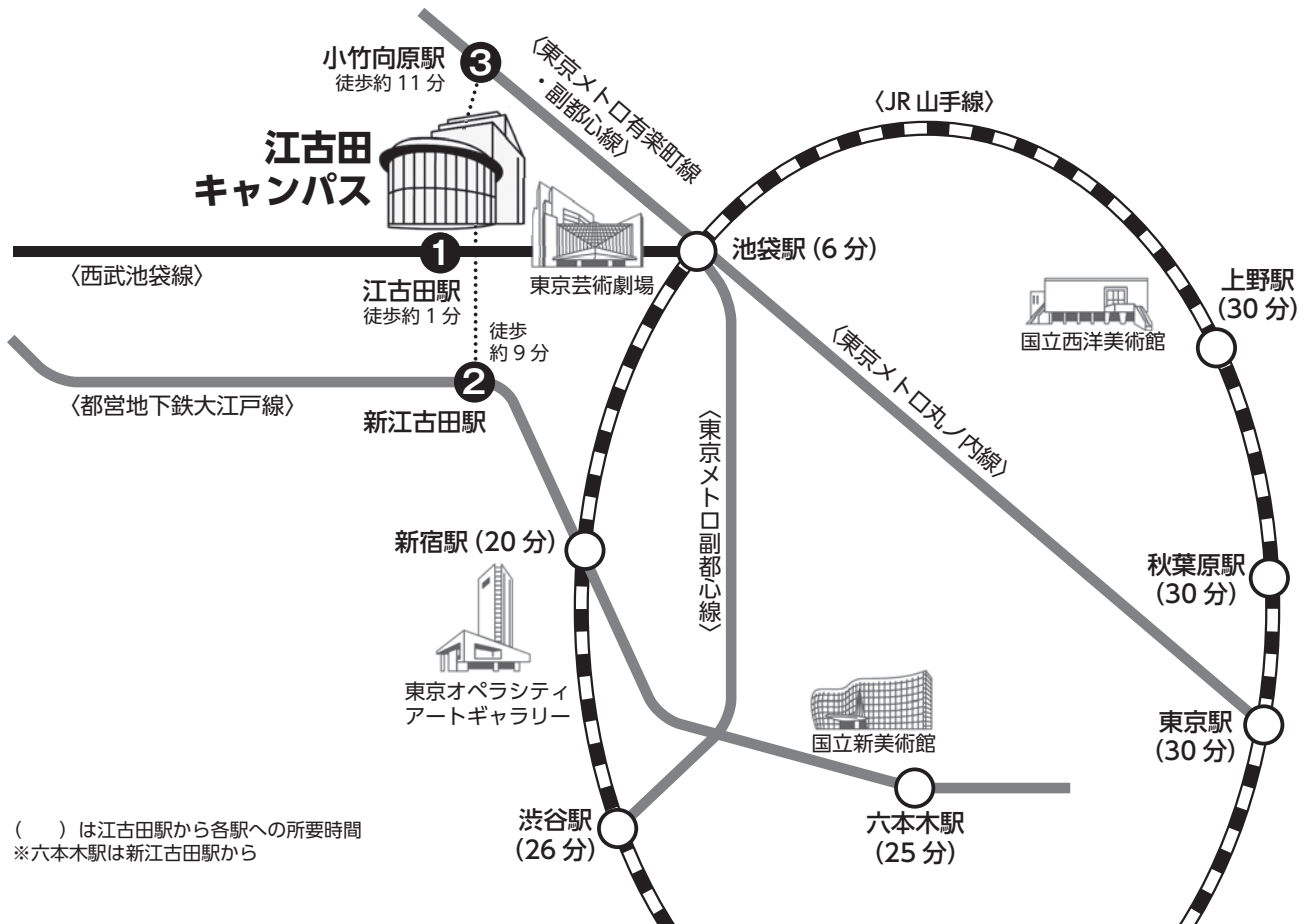 小竹向原駅
徒歩約 11 分
3
〈東京メトロ有楽町線
・副都心線〉
〈JR 山手線〉
江古田
キャンパス
1
〈西武池袋線〉
江古田駅
徒歩約 1 分
東京芸術劇場
池袋駅 (6 分)
上野駅
(30 分)
国立西洋美術館
徒歩
約 9 分
2
〈都営地下鉄大江戸線〉
新江古田駅
〈東京メトロ丸ノ内線〉
〈東京メトロ副都心線〉
新宿駅 (20 分)
秋葉原駅
(30 分)
東京オペラシティ
アートギャラリー
国立新美術館
東京駅
(30 分)
渋谷駅
(26 分)
六本木駅
(25 分)
(　　) は江古田駅から各駅への所要時間
※六本木駅は新江古田駅から